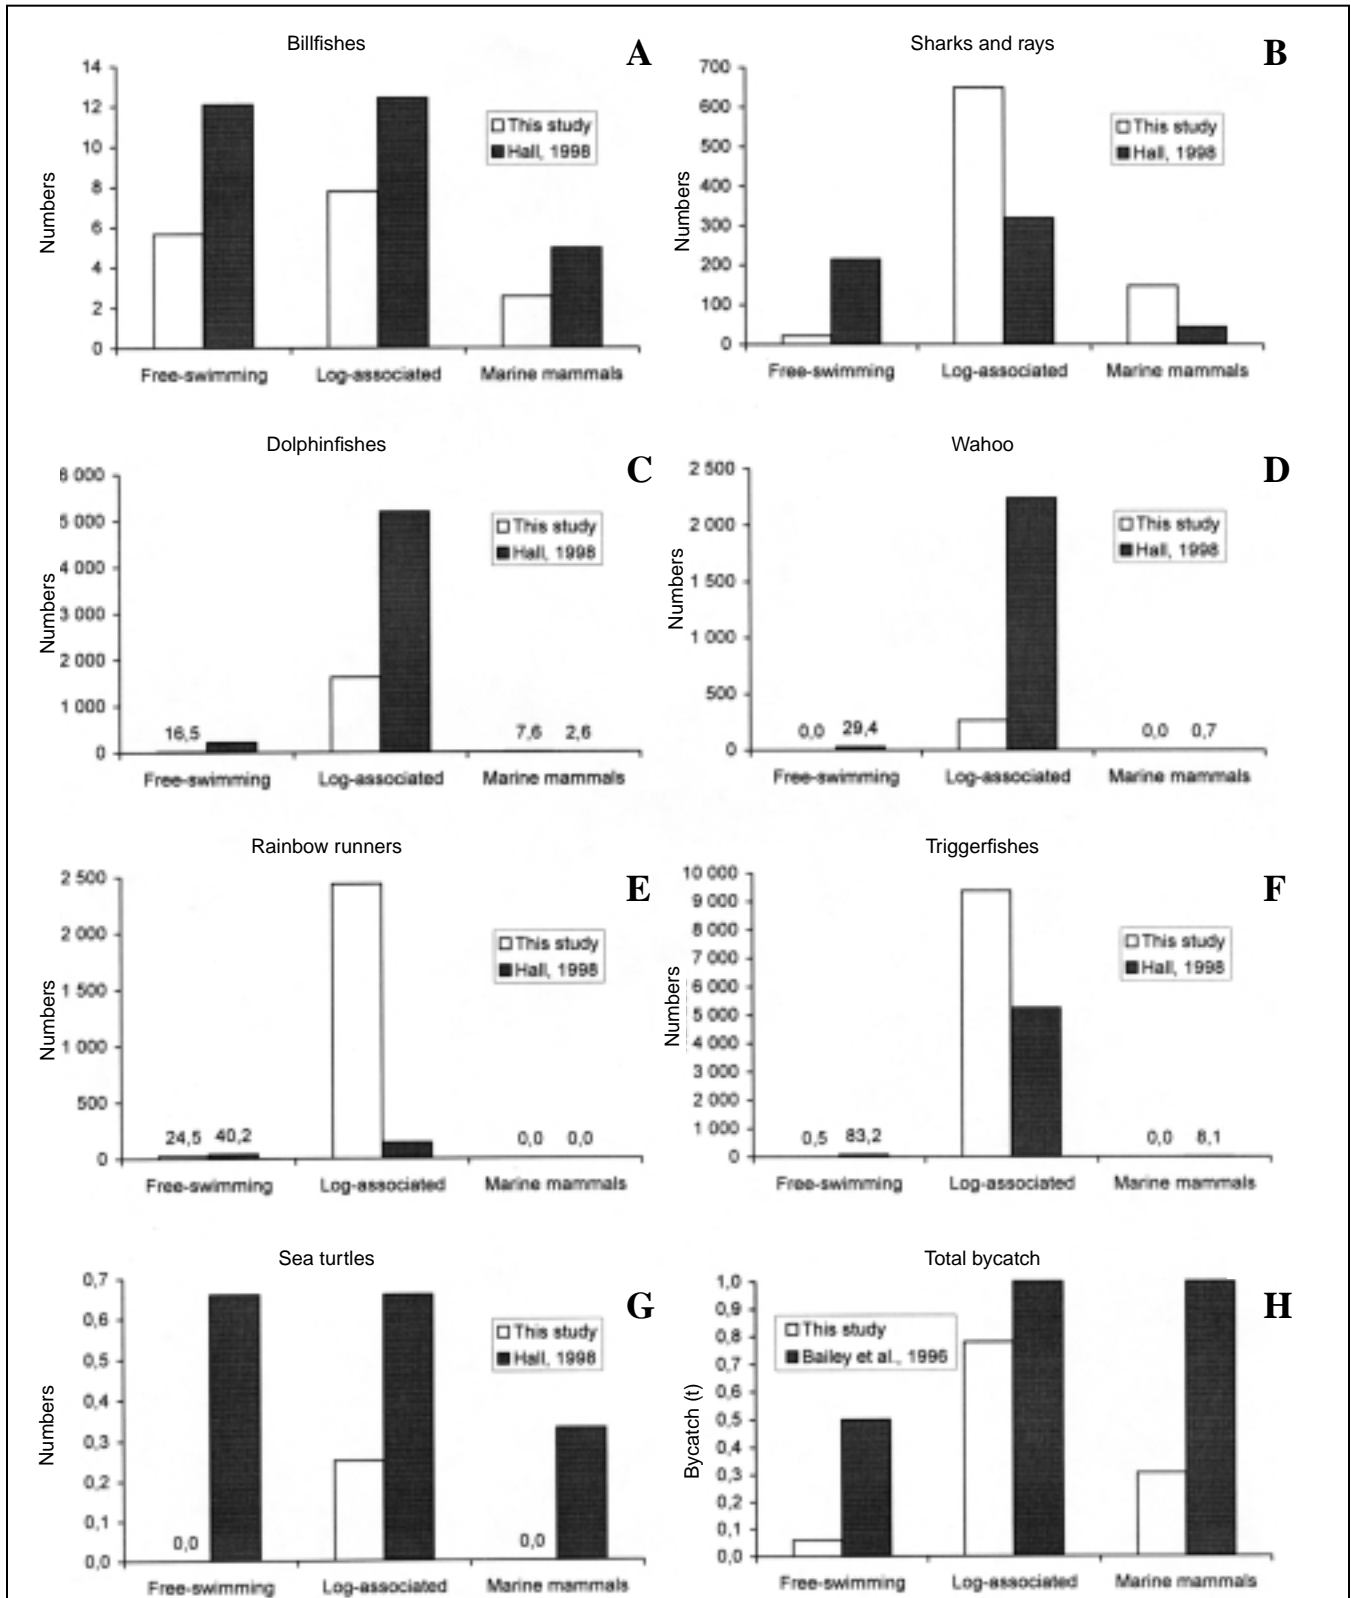 Billfishes
A
14
12
10
8
6
4
2
0
Numbers
This study
Hall, 1998
Free-swimming Log-associated Marine mammals
Sharks and rays
B
700
600
500
400
300
200
100
0
Numbers
This study
Hall, 1998
Free-swimming Log-associated Marine mammals
Dolphinfishes
C
6 000
5 000
4 000
3 000
2 000
1 000
0
Numbers
This study
Hall, 1998
16,5
7,6 2,6
Free-swimming Log-associated Marine mammals
Wahoo
D
2 500
2 000
1 500
1 000
500
0
Numbers
This study
Hall, 1998
0,0 29,4
0,0 0,7
Free-swimming Log-associated Marine mammals
Rainbow runners
E
2 500
2 000
1 500
1 000
500
0
Numbers
This study
Hall, 1998
24,5 40,2
0,0 0,0
Free-swimming Log-associated Marine mammals
Triggerfishes
F
10 000
9 000
8 000
7 000
6 000
5 000
4 000
3 000
2 000
1 000
0
Numbers
This study
Hall, 1998
0,5 83,2
0,0 8,1
Free-swimming Log-associated Marine mammals
Sea turtles
G
0,7
0,6
0,5
0,4
0,3
0,2
0,1
0,0
Numbers
This study
Hall, 1998
0,0
0,0
Free-swimming Log-associated Marine mammals
Total bycatch
H
1,0
0,9
0,8
0,7
0,6
0,5
0,4
0,3
0,2
0,1
0,0
Bycatch (t)
This study
Bailey et al., 1996
Free-swimming Log-associated Marine mammals